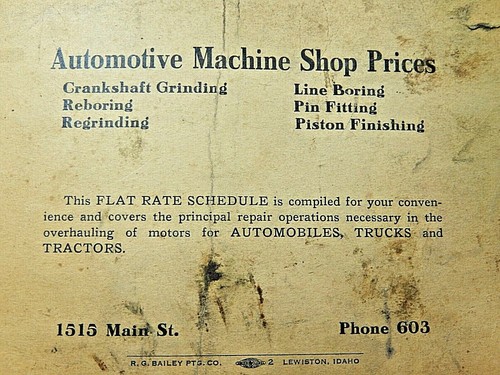 Automotive Machine Shop Prices
Crankshaft Grinding
Reboring
Regrinding
Line Boring
Pin Fitting
Piston Finishing
This FLAT RATE SCHEDULE is compiled for your conven-
ience and covers the principal repair operations necessary in the
overhauling of motors for AUTOMOBILES, TRUCKS and
TRACTORS.
1515 Main St. Phone 603
R. G. BAILEY PTG. CO. 2 LEWISTON, IDAHO